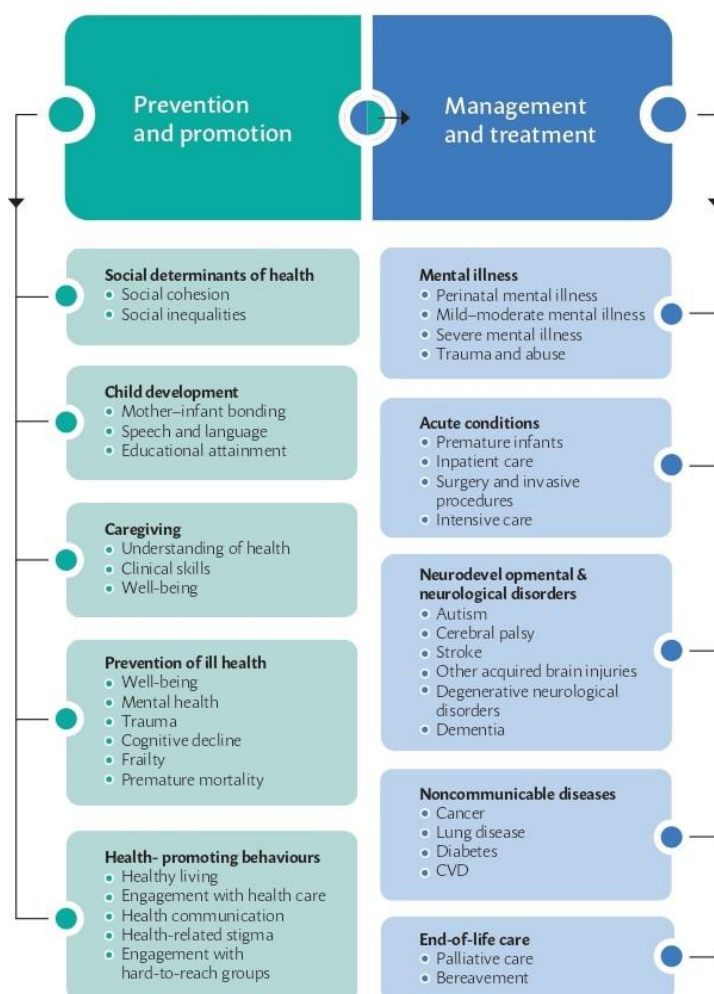 Prevention
and promotion
Management
and treatment
Social determinants of health
Social cohesion
Social inequalities
Child development
Mother–infant bonding
Speech and language
Educational attainment
Caregiving
Understanding of health
Clinical skills
Well-being
Prevention of ill health
Well-being
Mental health
Trauma
Cognitive decline
Frailty
Premature mortality
Health- promoting behaviours
Healthy living
Engagement with health care
Health communication
Health-related stigma
Engagement with
hard-to-reach groups
Mental illness
Perinatal mental illness
Mild–moderate mental illness
Severe mental illness
Trauma and abuse
Acute conditions
Premature infants
Inpatient care
Surgery and invasive
procedures
Intensive care
Neurodevel opmental &
neurological disorders
Autism
Cerebral palsy
Stroke
Other acquired brain injuries
Degenerative neurological
disorders
Dementia
Noncommunicable diseases
Cancer
Lung disease
Diabetes
CVD
End-of-life care
Palliative care
Bereavement